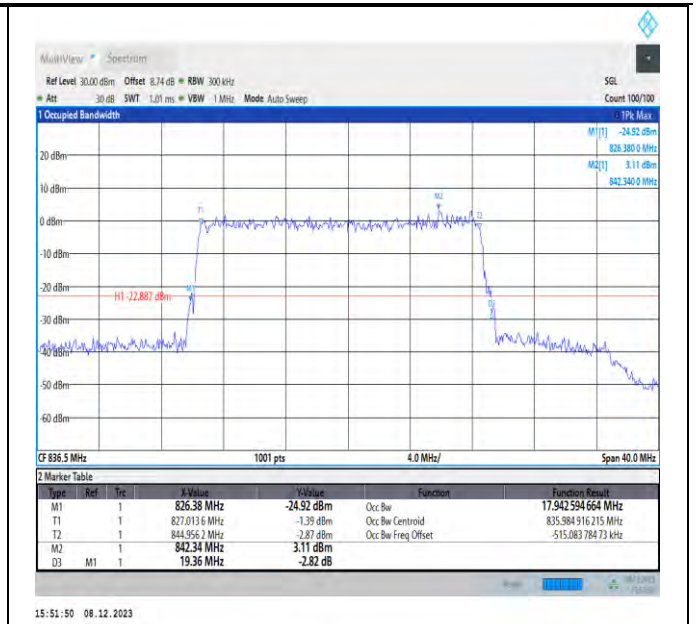 MultiView Spectrum
Ref Level 30.00 dBm Offset 8.74 dB RBW 300 kHz SGL
Att 30 dB SWT 1.01 ms VBW 1 MHz Mode Auto Sweep Count 100/100
1 Occupied Bandwidth 1Pk Max
M1[1] -24.92 dBm
826.380 0 MHz
M2[1] 3.11 dBm
842.340 0 MHz
20 dBm
10 dBm
M2
T1 T2
0 dBm
-10 dBm
-20 dBm
M1
H1 -22.887 dBm
D3
-30 dBm
-40 dBm
-50 dBm
-60 dBm
CF 836.5 MHz 1001 pts 4.0 MHz/ Span 40.0 MHz
2 Marker Table
Type Ref Trc X-Value Y-Value Function Function Result
M1 1 826.38 MHz -24.92 dBm Occ Bw 17.942 594 664 MHz
T1 1 827.013 6 MHz -1.39 dBm Occ Bw Centroid 835.984 916 215 MHz
T2 1 844.956 2 MHz -2.87 dBm Occ Bw Freq Offset -515.083 784 73 kHz
M2 1 842.34 MHz 3.11 dBm
D3 M1 1 19.36 MHz -2.82 dB
15:51:50 08.12.2023